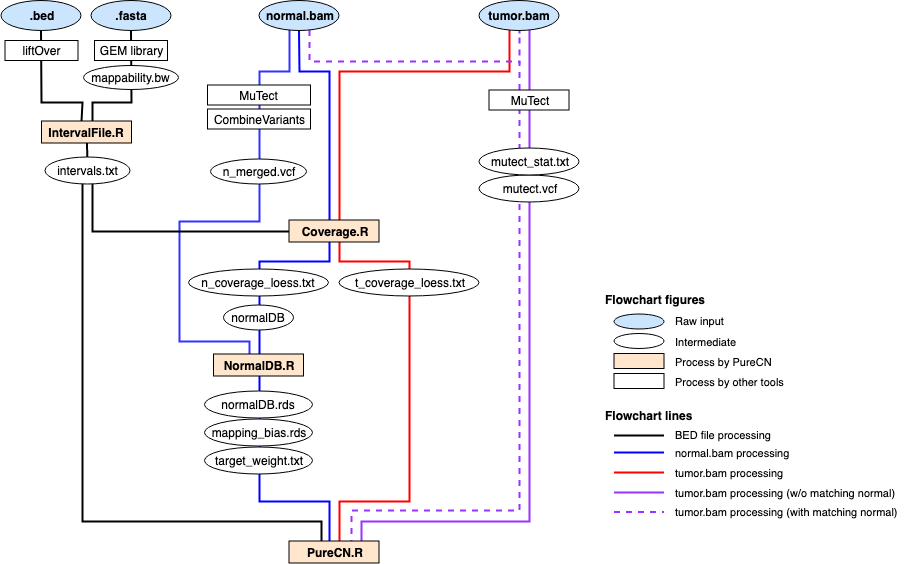 .bed
.fasta
normal.bam
tumor.bam
liftOver
GEM library
mappability.bw
MuTect
CombineVariants
MuTect
IntervalFile.R
intervals.txt
n_merged.vcf
mutect_stat.txt
mutect.vcf
Coverage.R
n_coverage_loess.txt
t_coverage_loess.txt
normalDB
NormalDB.R
normalDB.rds
mapping_bias.rds
target_weight.txt
PureCN.R
Flowchart figures
Raw input
Intermediate
Process by PureCN
Process by other tools
Flowchart lines
BED file processing
normal.bam processing
tumor.bam processing
tumor.bam processing (w/o matching normal)
tumor.bam processing (with matching normal)